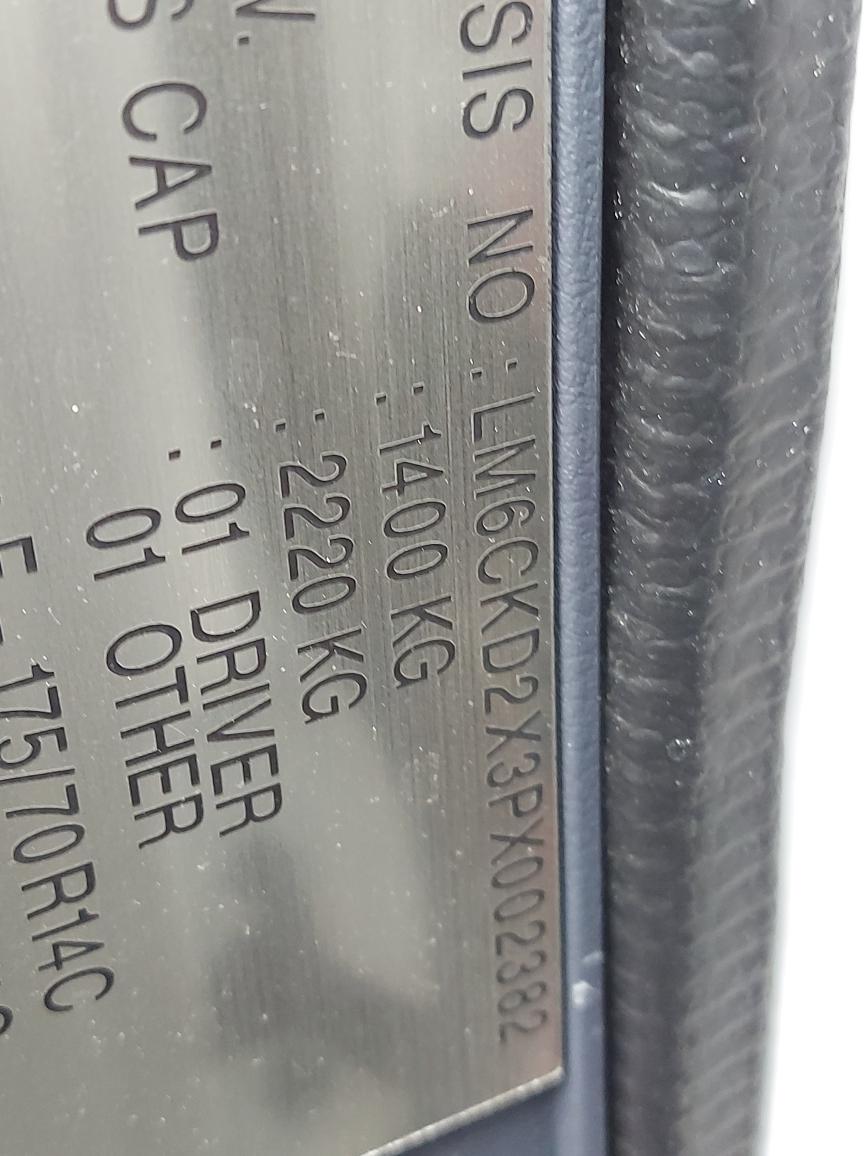 SIS NO : LM6CKD2X3PX002382
: 1400 KG
: 2220 KG
S CAP : 01 DRIVER
01 OTHER
175/70R14C